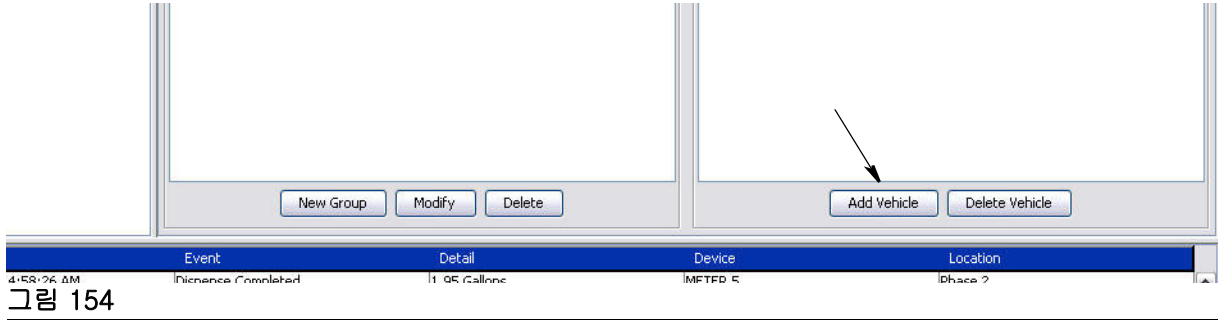 New Group Modify Delete Add Vehicle Delete Vehicle
Event Detail Device Location
4:58:26 AM Dispense Completed 1.95 Gallons METER 5 Phase 2
그림 154